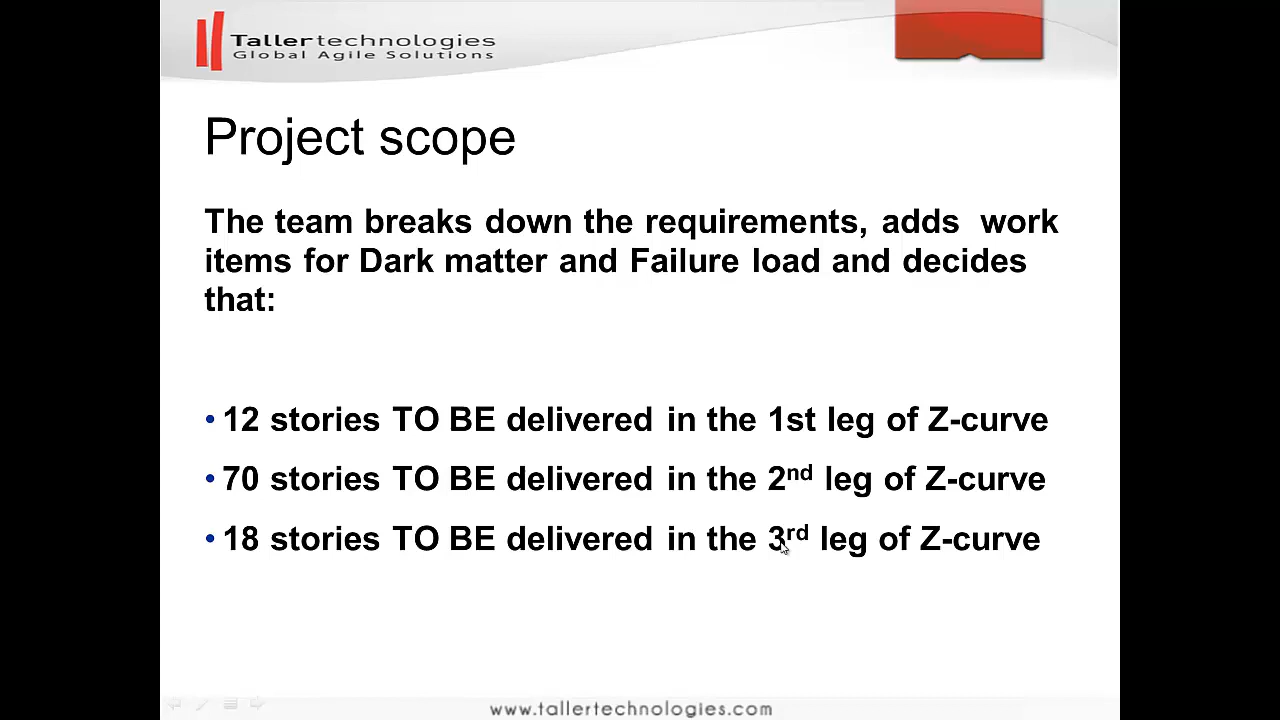 Tallertechnologies
Global Agile Solutions
Project scope
The team breaks down the requirements, adds work
items for Dark matter and Failure load and decides
that:
• 12 stories TO BE delivered in the 1st leg of Z-curve
• 70 stories TO BE delivered in the 2nd leg of Z-curve
• 18 stories TO BE delivered in the 3rd leg of Z-curve
www.tallertechnologies.com